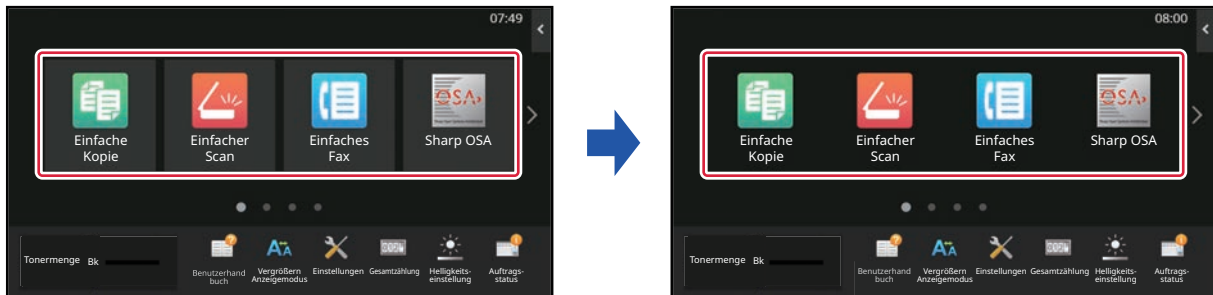 07:49
Einfache
Kopie
Einfacher
Scan
Einfaches
Fax
Sharp OSA
OSA
Tonermenge Bk
Benutzerhand
buch
Vergrößern
Anzeigemodus
Einstellungen
Gesamtzählung
Helligkeits-
einstellung
Auftrags-
status
08:00
Einfache
Kopie
Einfacher
Scan
Einfaches
Fax
Sharp OSA
OSA
Tonermenge Bk
Benutzerhand
buch
Vergrößern
Anzeigemodus
Einstellungen
Gesamtzählung
Helligkeits-
einstellung
Auftrags-
status